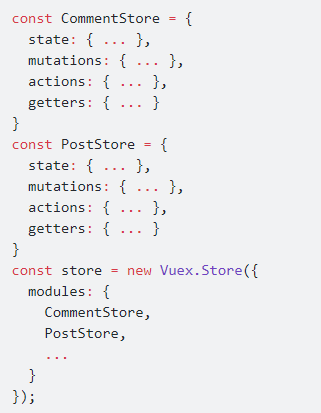 const CommentStore = {
  state: { ... },
  mutations: { ... },
  actions: { ... },
  getters: { ... }
}
const PostStore = {
  state: { ... },
  mutations: { ... },
  actions: { ... },
  getters: { ... }
}
const store = new Vuex.Store({
  modules: {
    CommentStore,
    PostStore,
    ...
  }
});